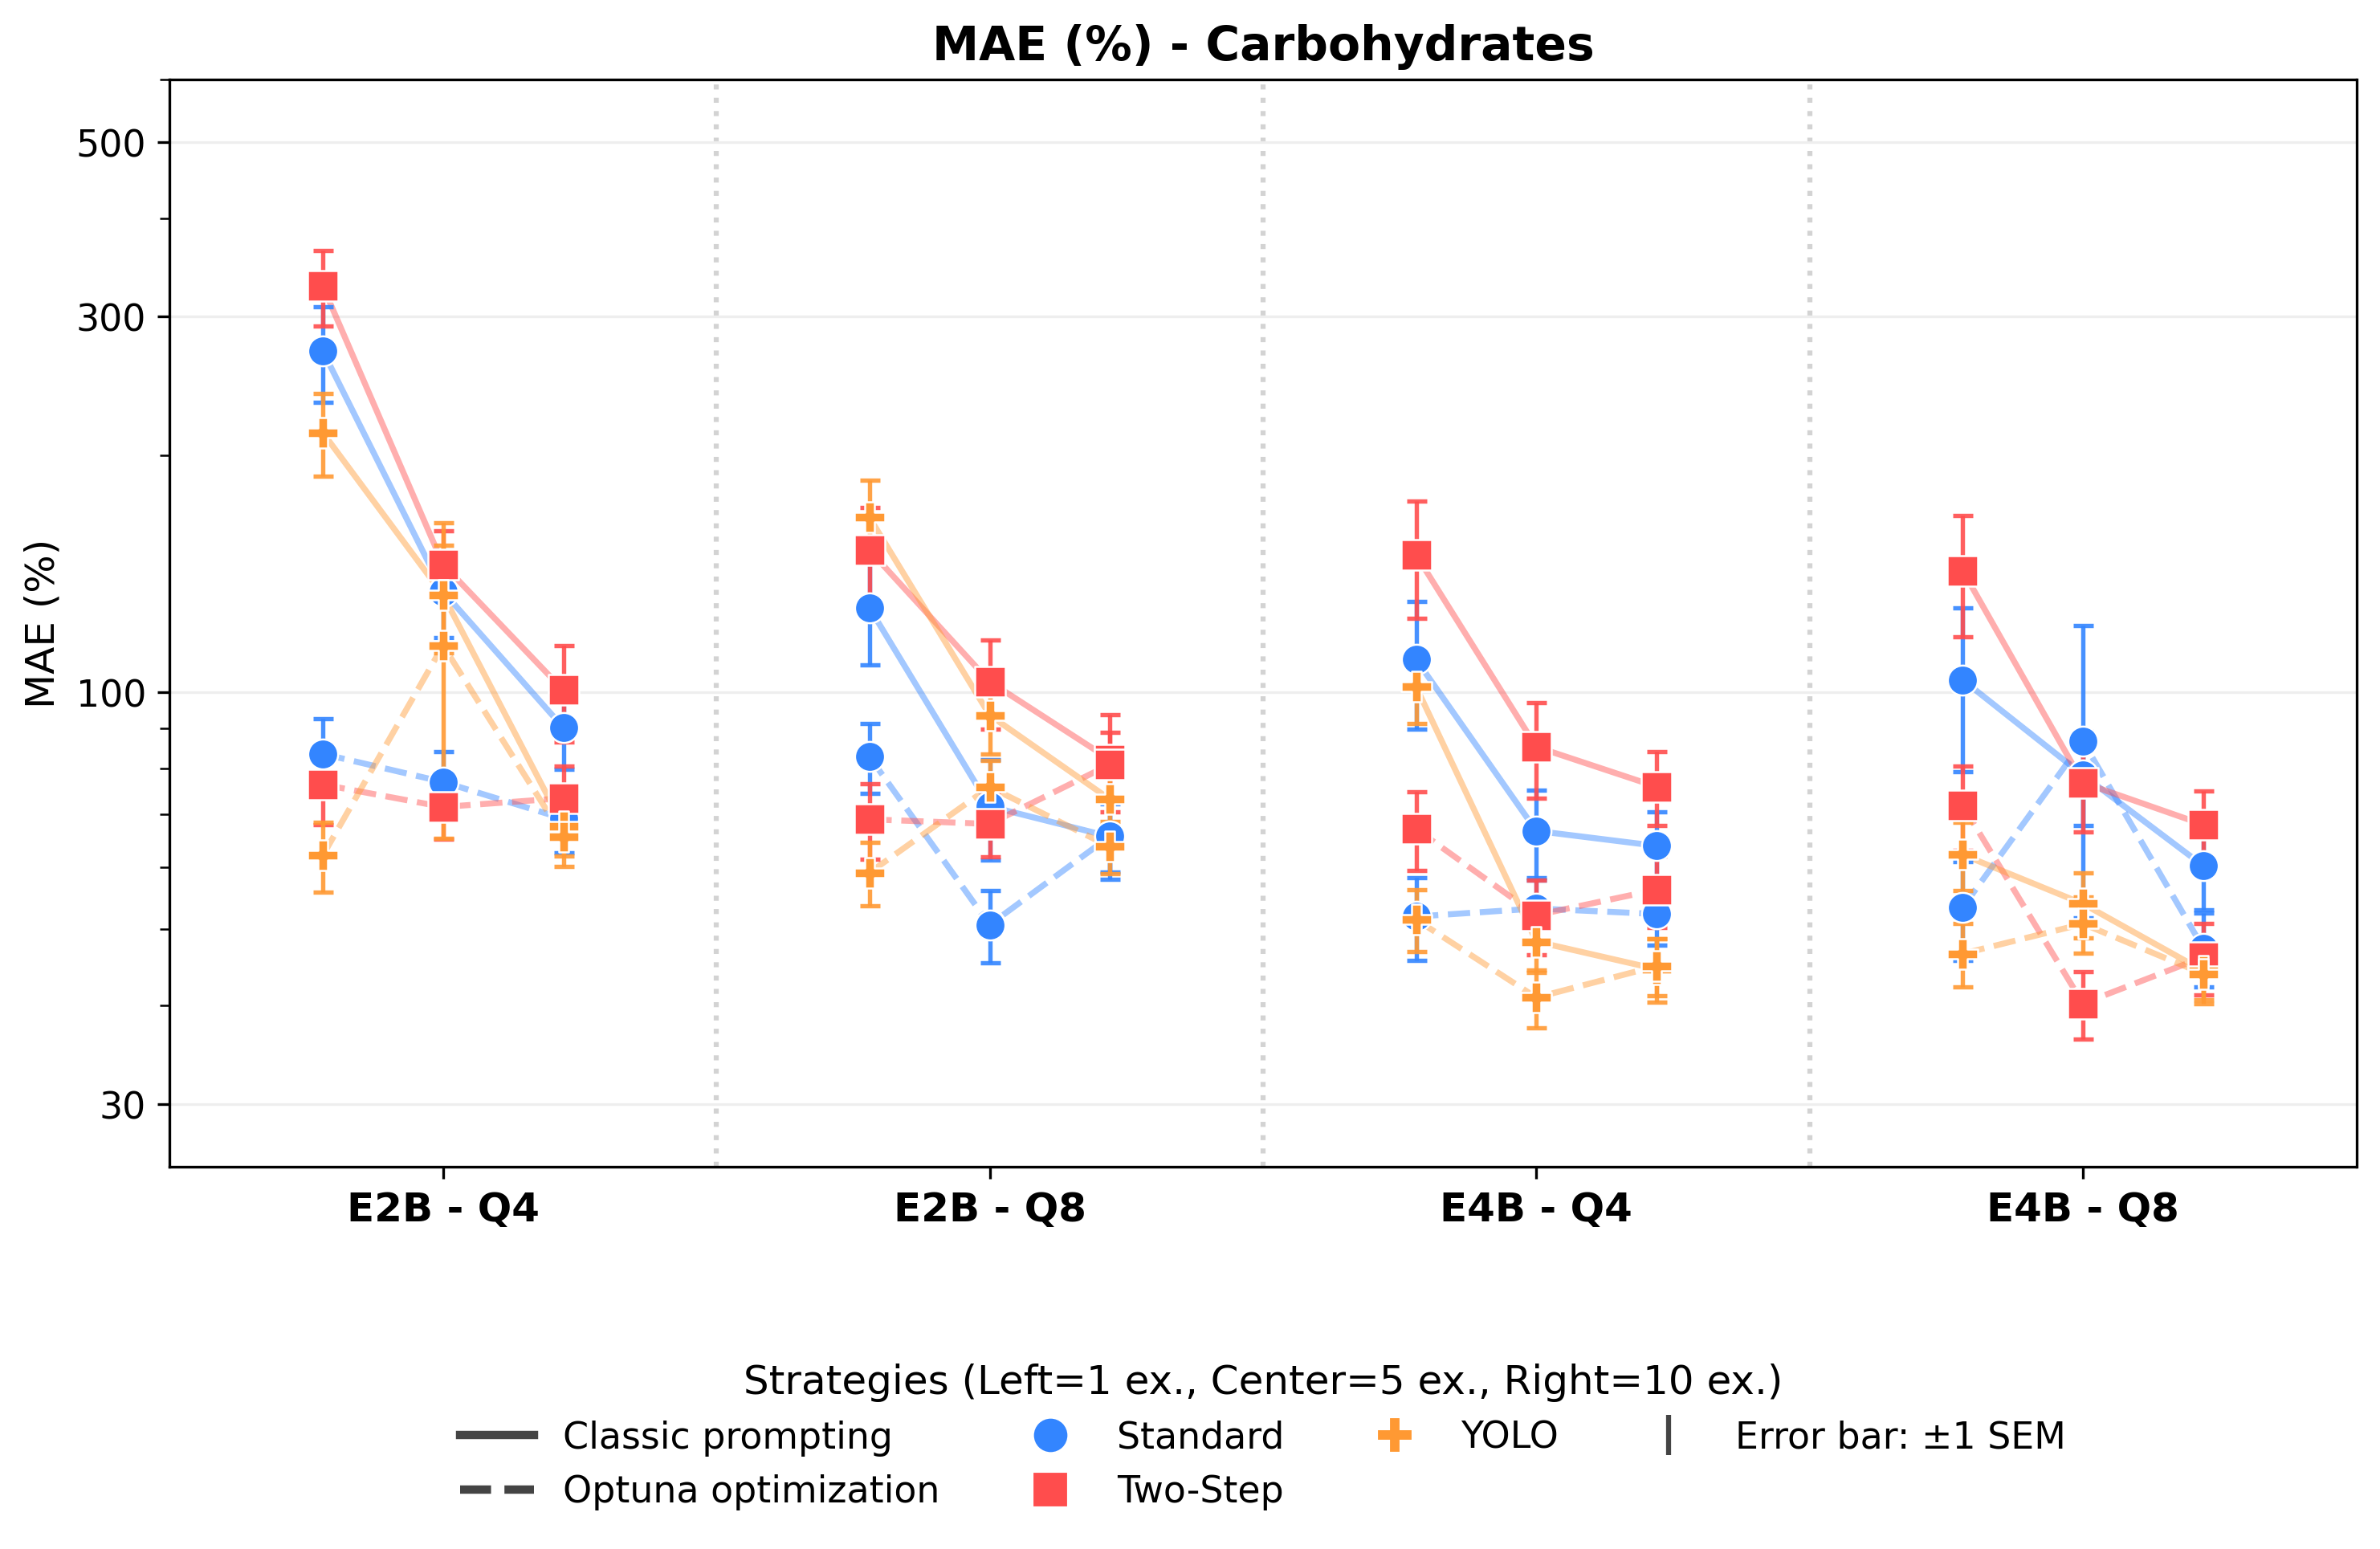 MAE (%) - Carbohydrates
MAE (%)
500
300
100
30
E2B - Q4
E2B - Q8
E4B - Q4
E4B - Q8
Strategies (Left=1 ex., Center=5 ex., Right=10 ex.)
Classic prompting
Optuna optimization
Standard
Two-Step
YOLO
Error bar: ±1 SEM